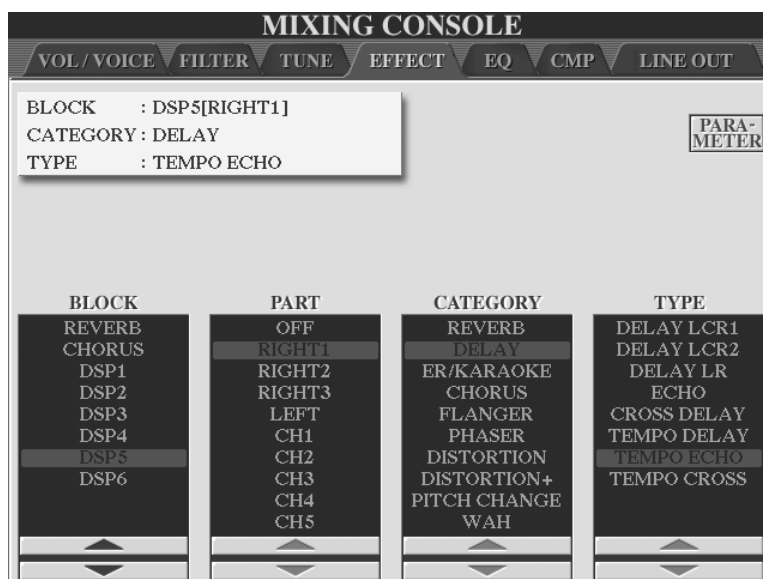 MIXING CONSOLE
VOL / VOICE FILTER TUNE EFFECT EQ CMP LINE OUT
BLOCK : DSP5[RIGHT1]
CATEGORY : DELAY
TYPE : TEMPO ECHO
PARA-
METER
BLOCK
REVERB
CHORUS
DSP1
DSP2
DSP3
DSP4
DSP5
DSP6
PART
OFF
RIGHT1
RIGHT2
RIGHT3
LEFT
CH1
CH2
CH3
CH4
CH5
CATEGORY
REVERB
DELAY
ER/KARAOKE
CHORUS
FLANGER
PHASER
DISTORTION
DISTORTION+
PITCH CHANGE
WAH
TYPE
DELAY LCR1
DELAY LCR2
DELAY LR
ECHO
CROSS DELAY
TEMPO DELAY
TEMPO ECHO
TEMPO CROSS